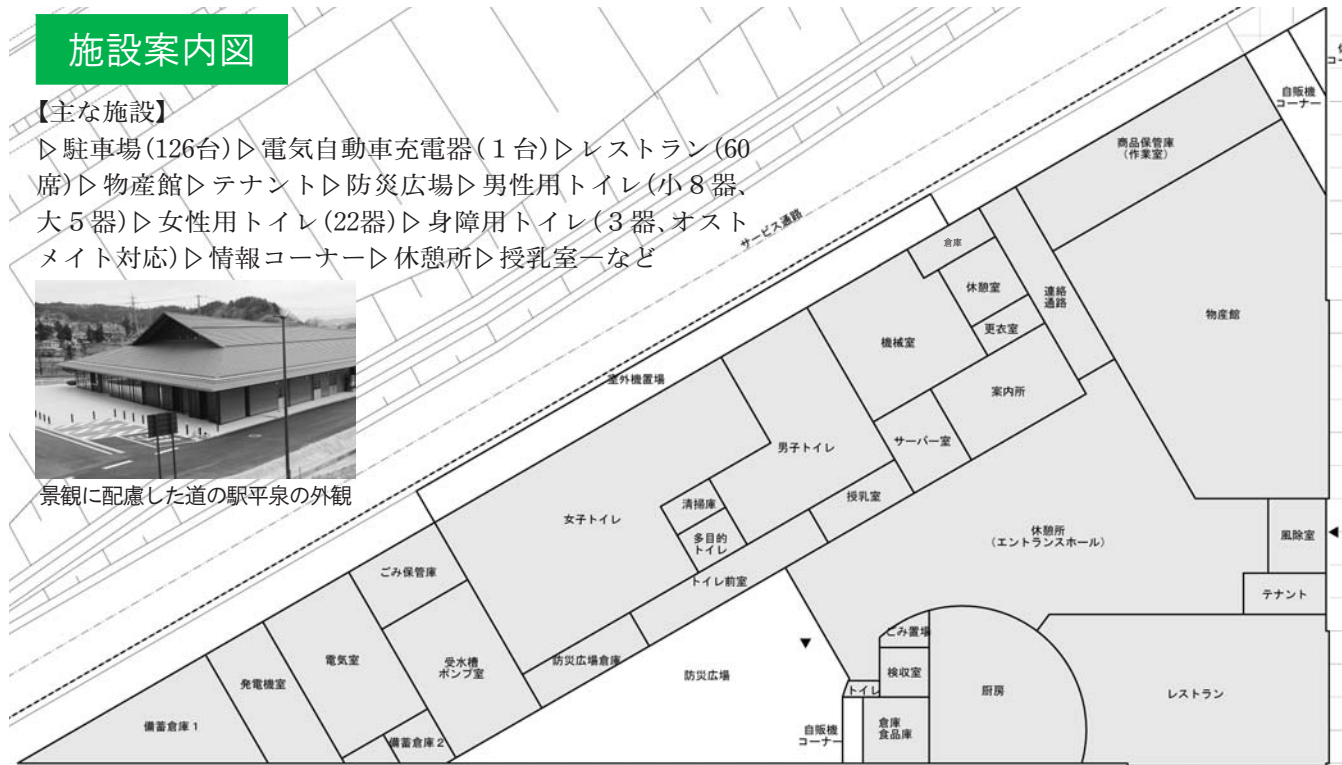 施設案内図
【主な施設】
▷駐車場(126台)▷電気自動車充電器(１台)▷レストラン(60
席)▷物産館▷テナント▷防災広場▷男性用トイレ(小８器、
大５器)▷女性用トイレ(22器)▷身障用トイレ(３器、オスト
メイト対応)▷情報コーナー▷休憩所▷授乳室―など
景観に配慮した道の駅平泉の外観
コーナー
自販機
コーナー
商品保管庫
(作業室)
サービス通路
倉庫
休憩室
連絡
通路
更衣室
機械室
物産館
室外機置場
案内所
男子トイレ
サーバー室
清掃庫
授乳室
女子トイレ
多目的
トイレ
休憩所
(エントランスホール)
風除室
トイレ前室
ごみ保管庫
テナント
電気室
受水槽
ポンプ室
防災広場倉庫
防災広場
ごみ置場
検収室
発電機室
トイレ
厨房
レストラン
備蓄倉庫１
備蓄倉庫２
自販機
コーナー
倉庫
食品庫